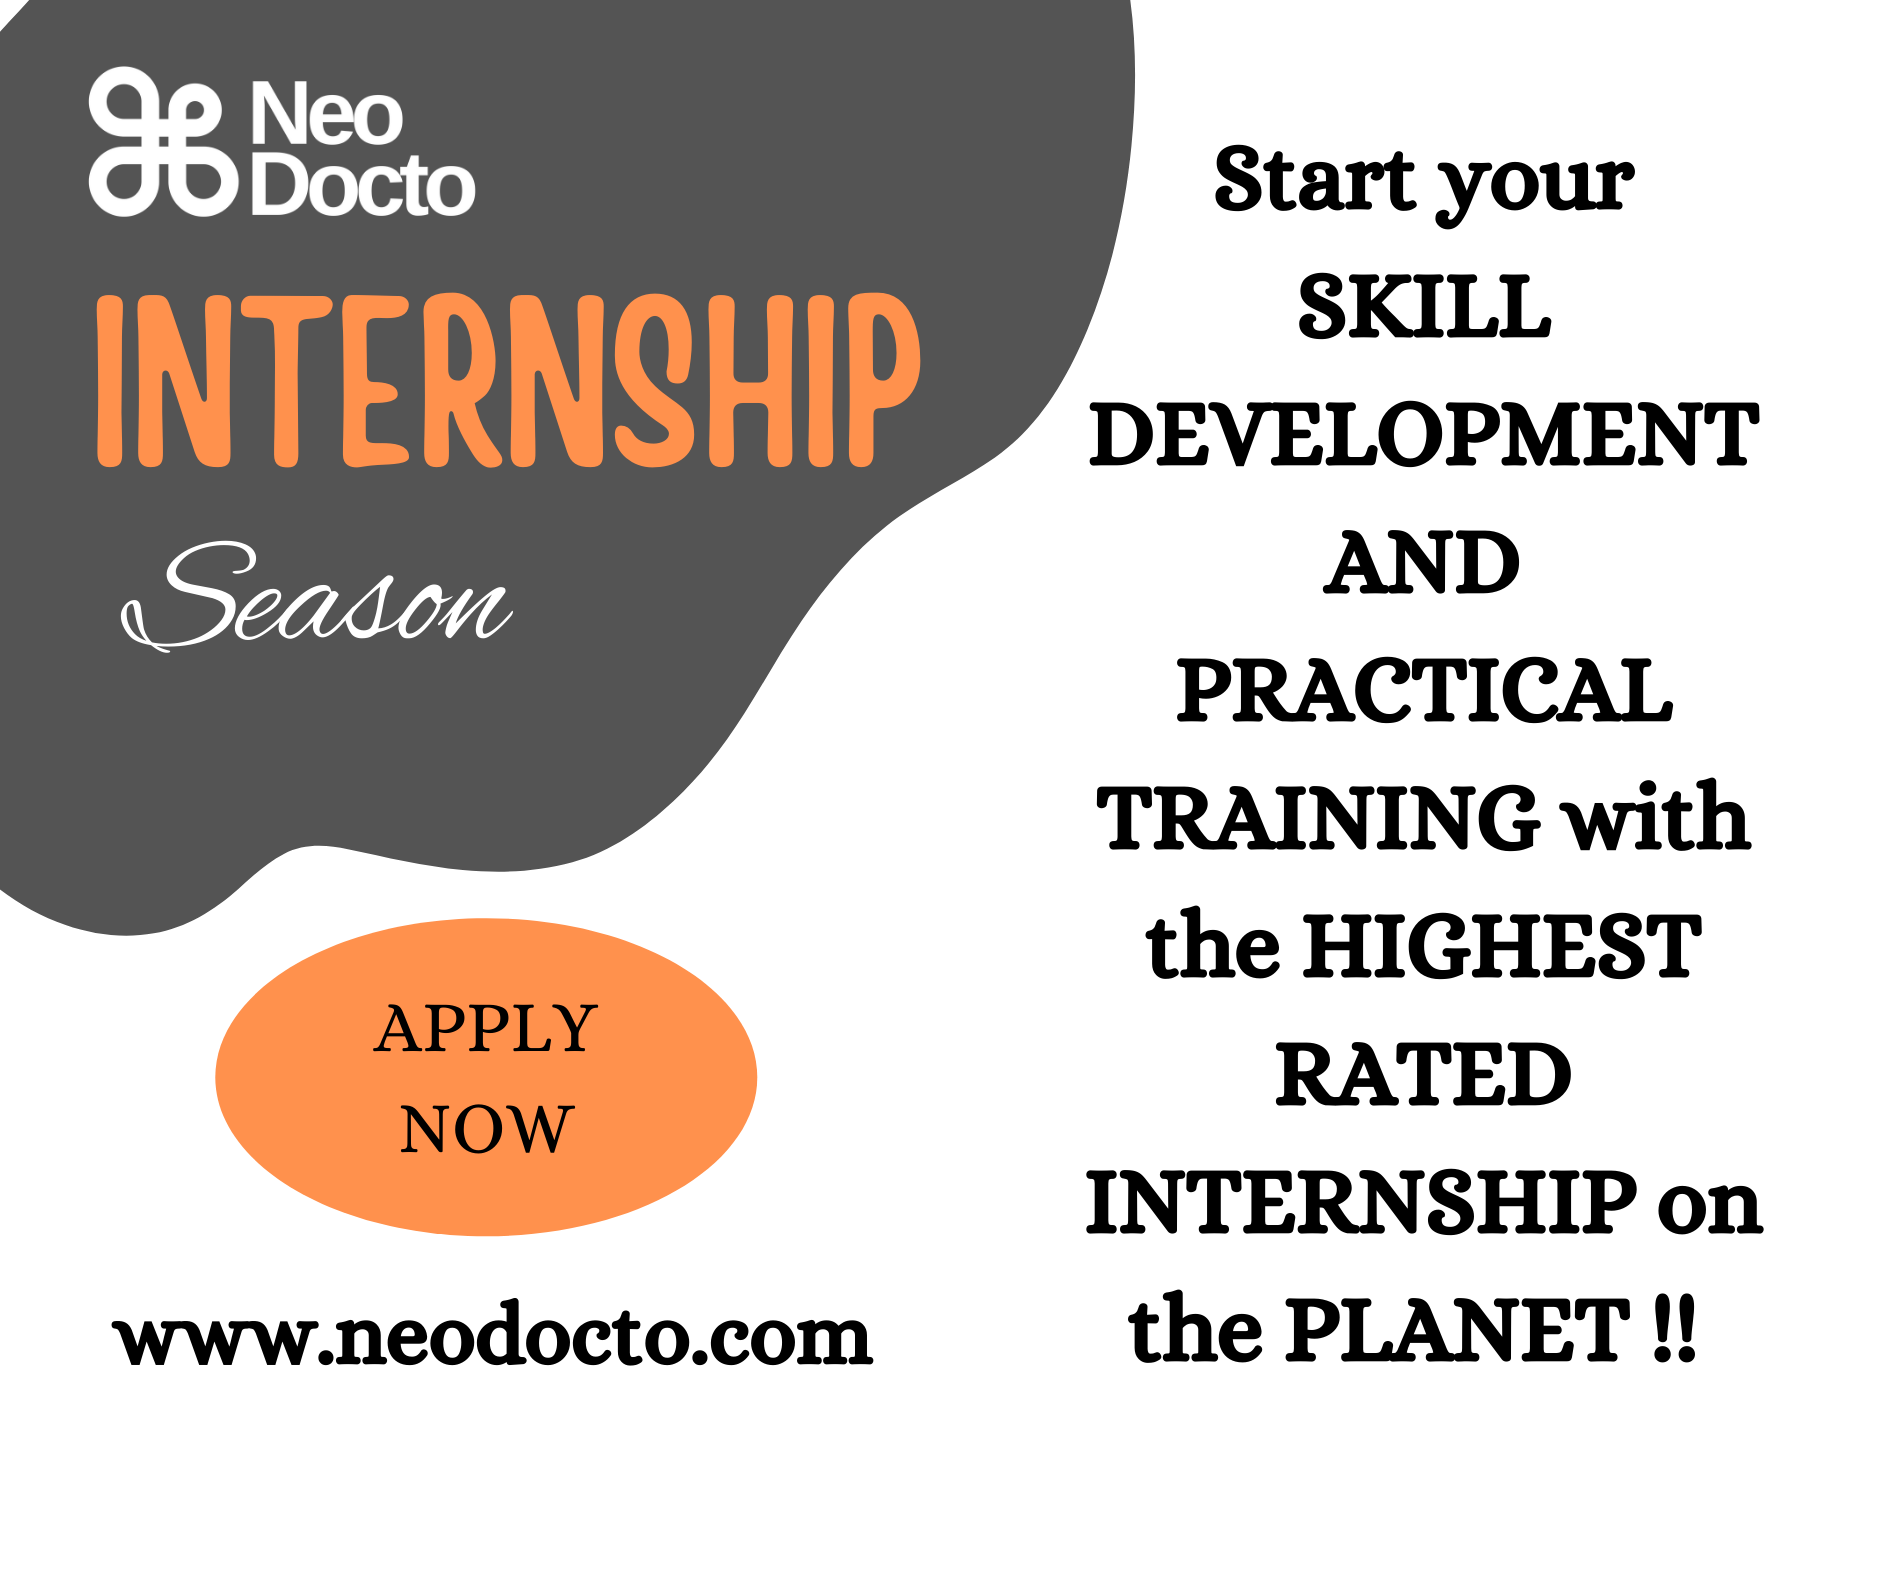 Neo
Docto
INTERNSHIP
Season
APPLY
NOW
www.neodocto.com
Start your
SKILL
DEVELOPMENT
AND
PRACTICAL
TRAINING with
the HIGHEST
RATED
INTERNSHIP on
the PLANET !!